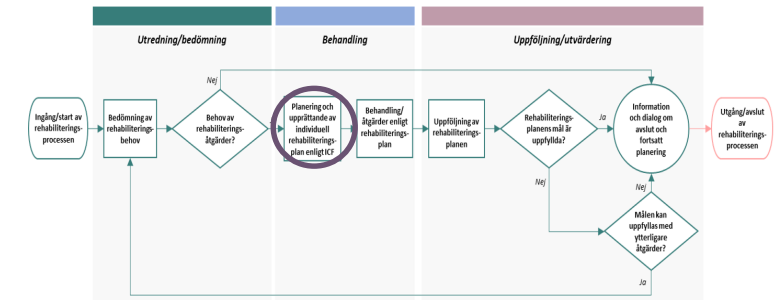 Utredning/bedömning
Behandling
Uppföljning/utvärdering
Nej
Ingång/start av
rehabiliterings-
processen
Bedömning av
rehabiliterings-
behov
Behov av
rehabiliterings-
åtgärder?
Planering och
upprättande av
individuell
rehabiliterings-
plan enligt ICF
Behandling/
åtgärder enligt
rehabiliterings-
plan
Uppföljning av
rehabiliterings-
planen
Rehabiliterings-
planens mål är
uppfyllda?
Ja
Information
och dialog om
avslut och
fortsatt
planering
Utgång/avslut
av
rehabiliterings-
processen
Nej
Nej
Målen kan
uppfyllas med
ytterligare
åtgärder?
Ja